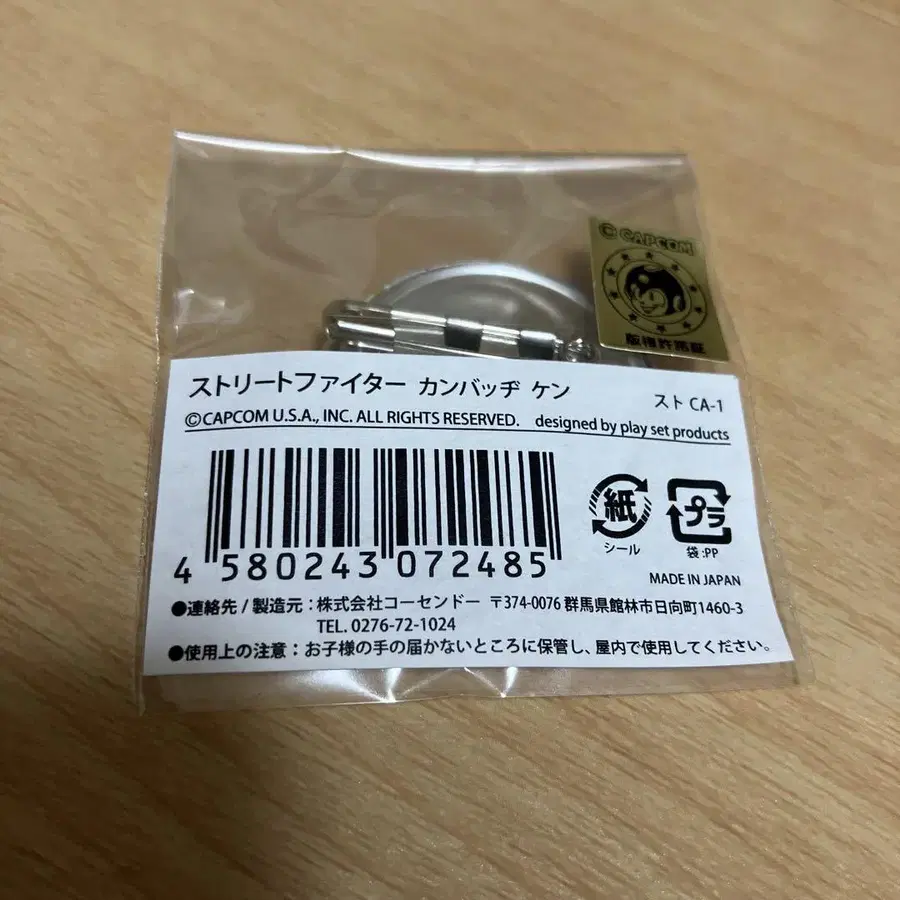 © CAPCOM
版権許諾証
ストリートファイター カンバッヂ ケン
スト CA-1
©CAPCOM U.S.A., INC. ALL RIGHTS RESERVED. designed by play set products
紙
シール
プラ
袋:PP
4 580243 072485
MADE IN JAPAN
●連絡先 / 製造元:株式会社コーセンドー 〒374-0076 群馬県館林市日向町1460-3
TEL. 0276-72-1024
●使用上の注意:お子様の手の届かないところに保管し、屋内で使用してください。